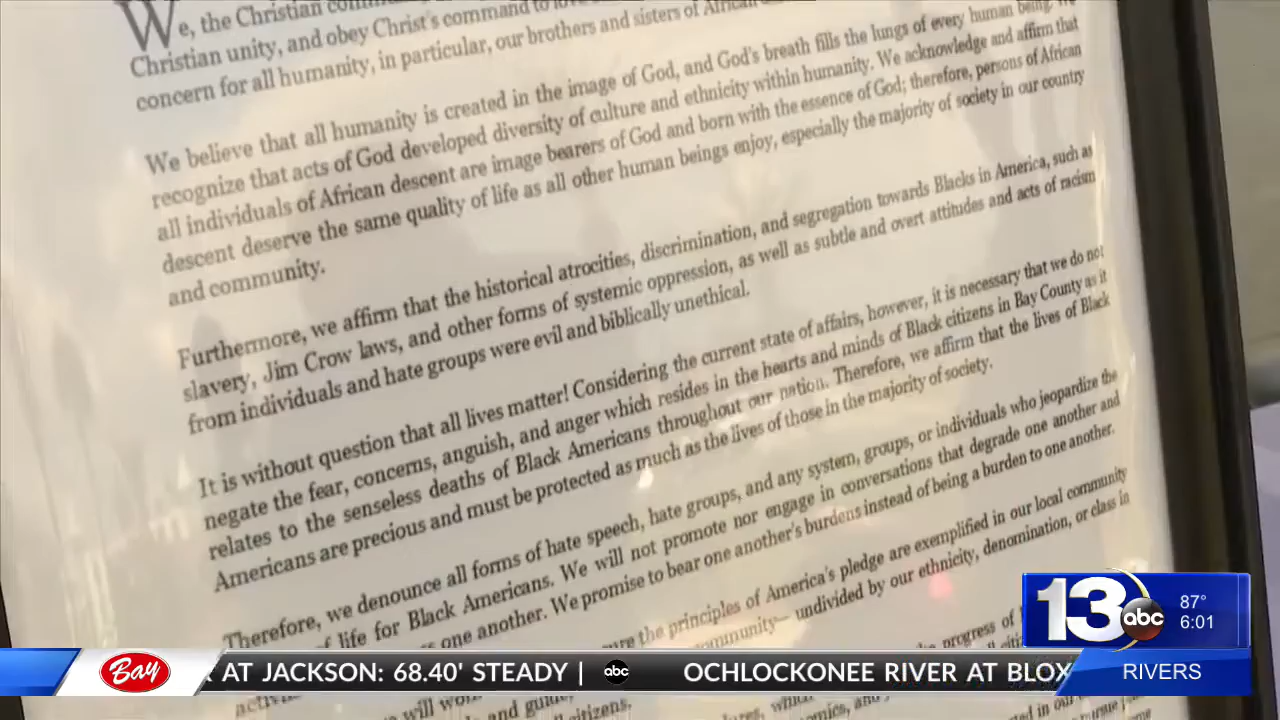 We, the Christian
Christian unity, and obey Christ's command to
concern for all humanity, in particular, our brothers and sisters of African
We believe that all humanity is created in the image of God, and God's breath fills the lungs of every human being. We
recognize that acts of God developed diversity of culture and ethnicity within humanity. We acknowledge and affirm that
all individuals of African descent are image bearers of God and born with the essence of God; therefore, persons of African
descent deserve the same quality of life as all other human beings enjoy, especially the majority of society in our country
and community.
Furthermore, we affirm that the historical atrocities, discrimination, and segregation towards Blacks in America, such as
slavery, Jim Crow laws, and other forms of systemic oppression, as well as subtle and overt attitudes and acts of racism
from individuals and hate groups were evil and biblically unethical.
It is without question that all lives matter! Considering the current state of affairs, however, it is necessary that we do not
negate the fear, concerns, anguish, and anger which resides in the hearts and minds of Black citizens in Bay County as it
relates to the senseless deaths of Black Americans throughout our nation. Therefore, we affirm that the lives of Black
Americans are precious and must be protected as much as the lives of those in the majority of society.
Therefore, we denounce all forms of hate speech, hate groups, and any system, groups, or individuals who jeopardize the
of life for Black Americans. We will not promote nor engage in conversations that degrade one another and
one another. We promise to bear one another's burdens instead of being a burden to one another.
the principles of America's pledge are exemplified in our local community
community— undivided by our ethnicity, denomination, or class in
the progress of
will
and
citizens.
13 abc
87°
6:01
Bay
AT JACKSON: 68.40' STEADY | abc OCHLOCKONEE RIVER AT BLOX
RIVERS